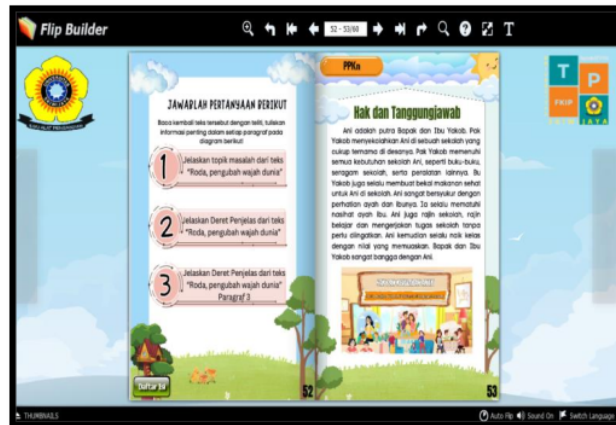 Flip Builder
52 - 53/60
T
JAWABLAH PERTANYAAN BERIKUT
Baca kembali teks tersebut dengan teliti, tuliskan
informasi penting dalam setiap paragraf pada
diagram berikut!
1
Jelaskan topik masalah dari teks
"Roda, pengubah wajah dunia"
2
Jelaskan Deret Penjelas dari teks
"Roda, pengubah wajah dunia"
3
Jelaskan Deret Penjelas dari teks
"Roda, pengubah wajah dunia"
Paragraf 3
Daftar Isi
52
PPKn
Hak dan Tanggungjawab
Ani adalah putra Bapak dan Ibu Yakob. Pak
Yakob menyekolahkan Ani di sebuah sekolah yang
cukup ternama di desanya. Pak Yakob memenuhi
semua kebutuhan sekolah Ani, seperti buku-buku,
seragam sekolah, serta peralatan lainnya. Bu
Yakob juga selalu membuat bekal makanan sehat
untuk Ani di sekolah. Ani sangat bersyukur dengan
perhatian ayah dan ibunya. Ia selalu mematuhi
nasihat ayah ibu. Ani juga rajin sekolah, rajin
belajar dan mengerjakan tugas sekolah tanpa
perlu diingatkan. Ani kemudian selalu naik kelas
dengan nilai yang memuaskan. Bapak dan Ibu
Yakob sangat bangga dengan Ani.
53
T
P
FKIP
THUMBNAILS
Auto Flip
Sound On
Switch Language